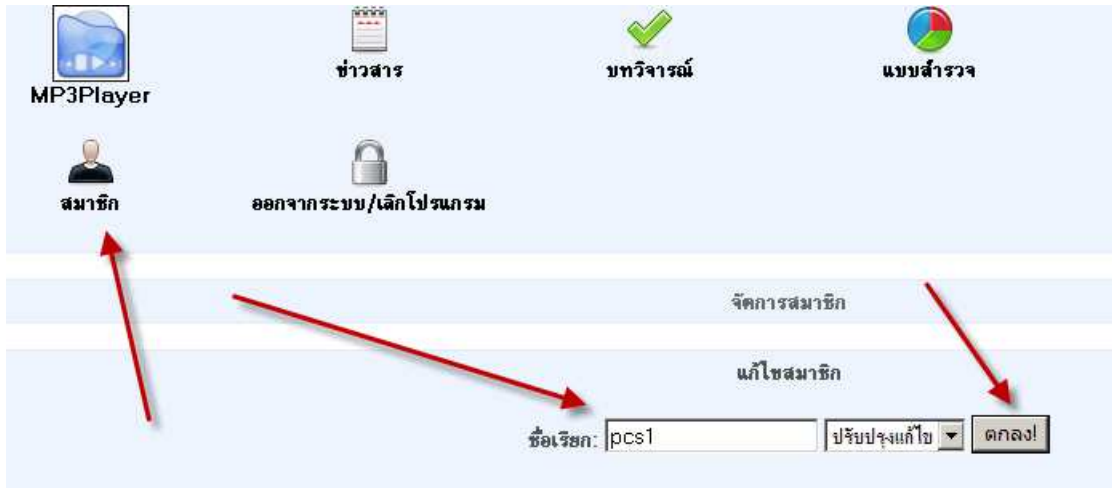 MP3Player
ข่าวสาร
บทวิจารณ์
แบบสำรวจ
สมาชิก
ออกจากระบบ/เลิกโปรแกรม
จัดการสมาชิก
แก้ไขสมาชิก
ชื่อเรียก: pcs1 ปรับปรุงแก้ไข ตกลง!